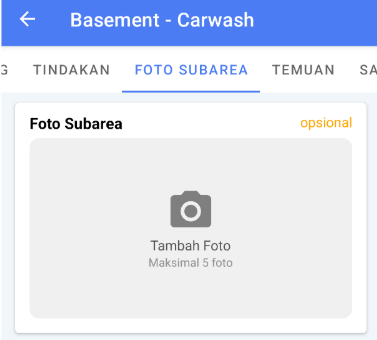 Basement - Carwash
G TINDAKAN FOTO SUBAREA TEMUAN SA
Foto Subarea opsional
Tambah Foto
Maksimal 5 foto